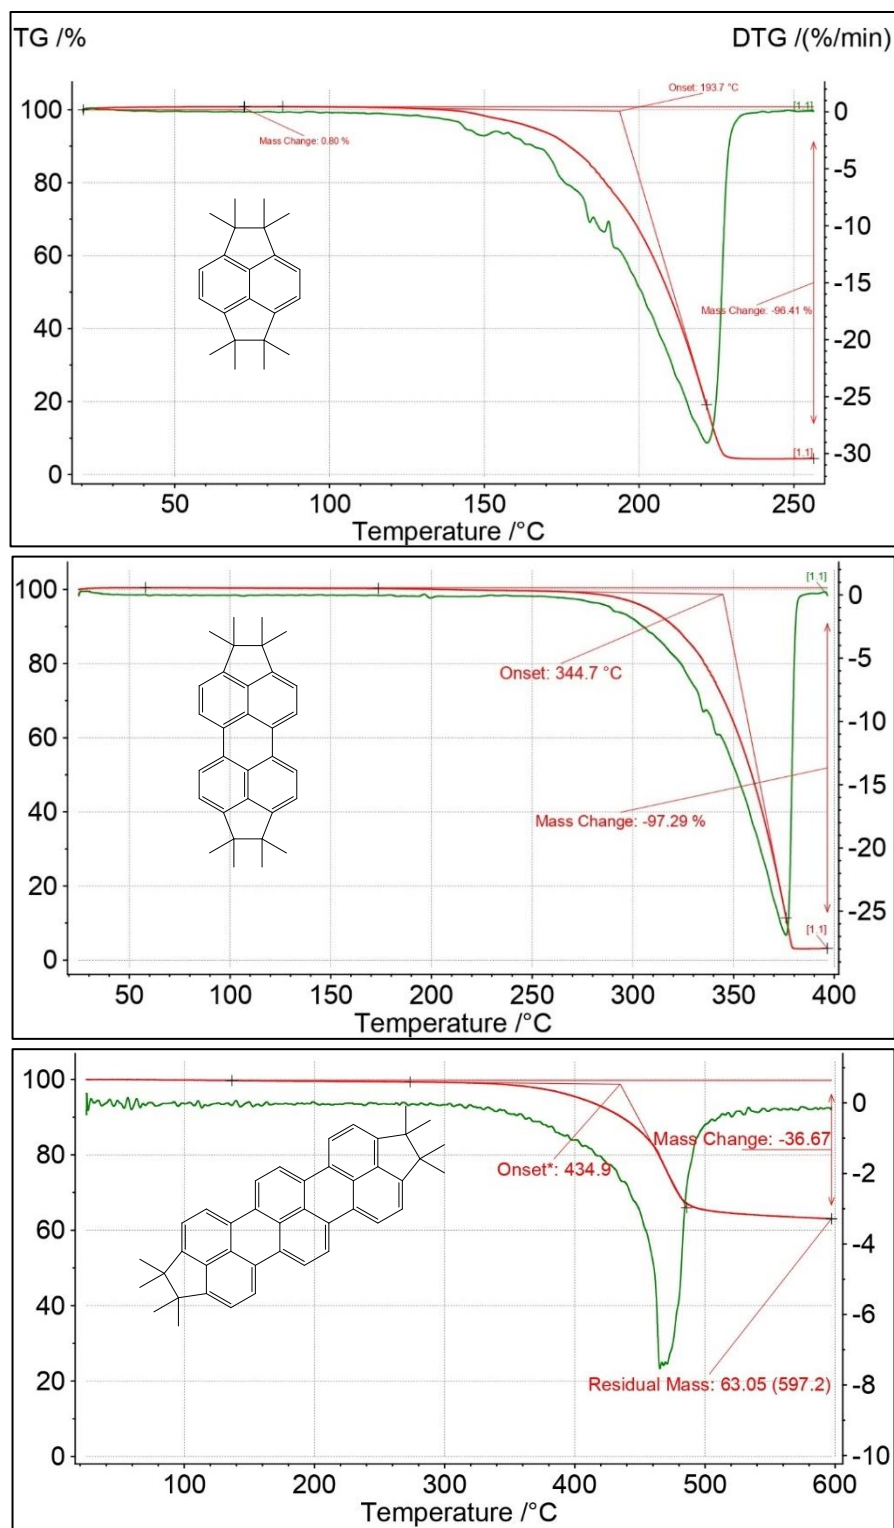 TG /% DTG /(%/min)
Onset: 193.7 °C
[1.1]
100 0
Mass Change: 0.80 %
80 -5
-10
60 -15
Mass Change: -96.41 %
40 -20
20 -25
[1.1]
0 -30
50 100 150 200 250
Temperature /°C
[1.1]
100 0
80 -5
Onset: 344.7 °C
60 -10
40 -15
Mass Change: -97.29 %
20 -20
-25
[1.1]
0
50 100 150 200 250 300 350 400
Temperature /°C
100 0
Mass Change: -36.67
Onset*: 434.9
80 -2
60 -4
40 -6
Residual Mass: 63.05 (597.2)
20 -8
0 -10
100 200 300 400 500 600
Temperature /°C